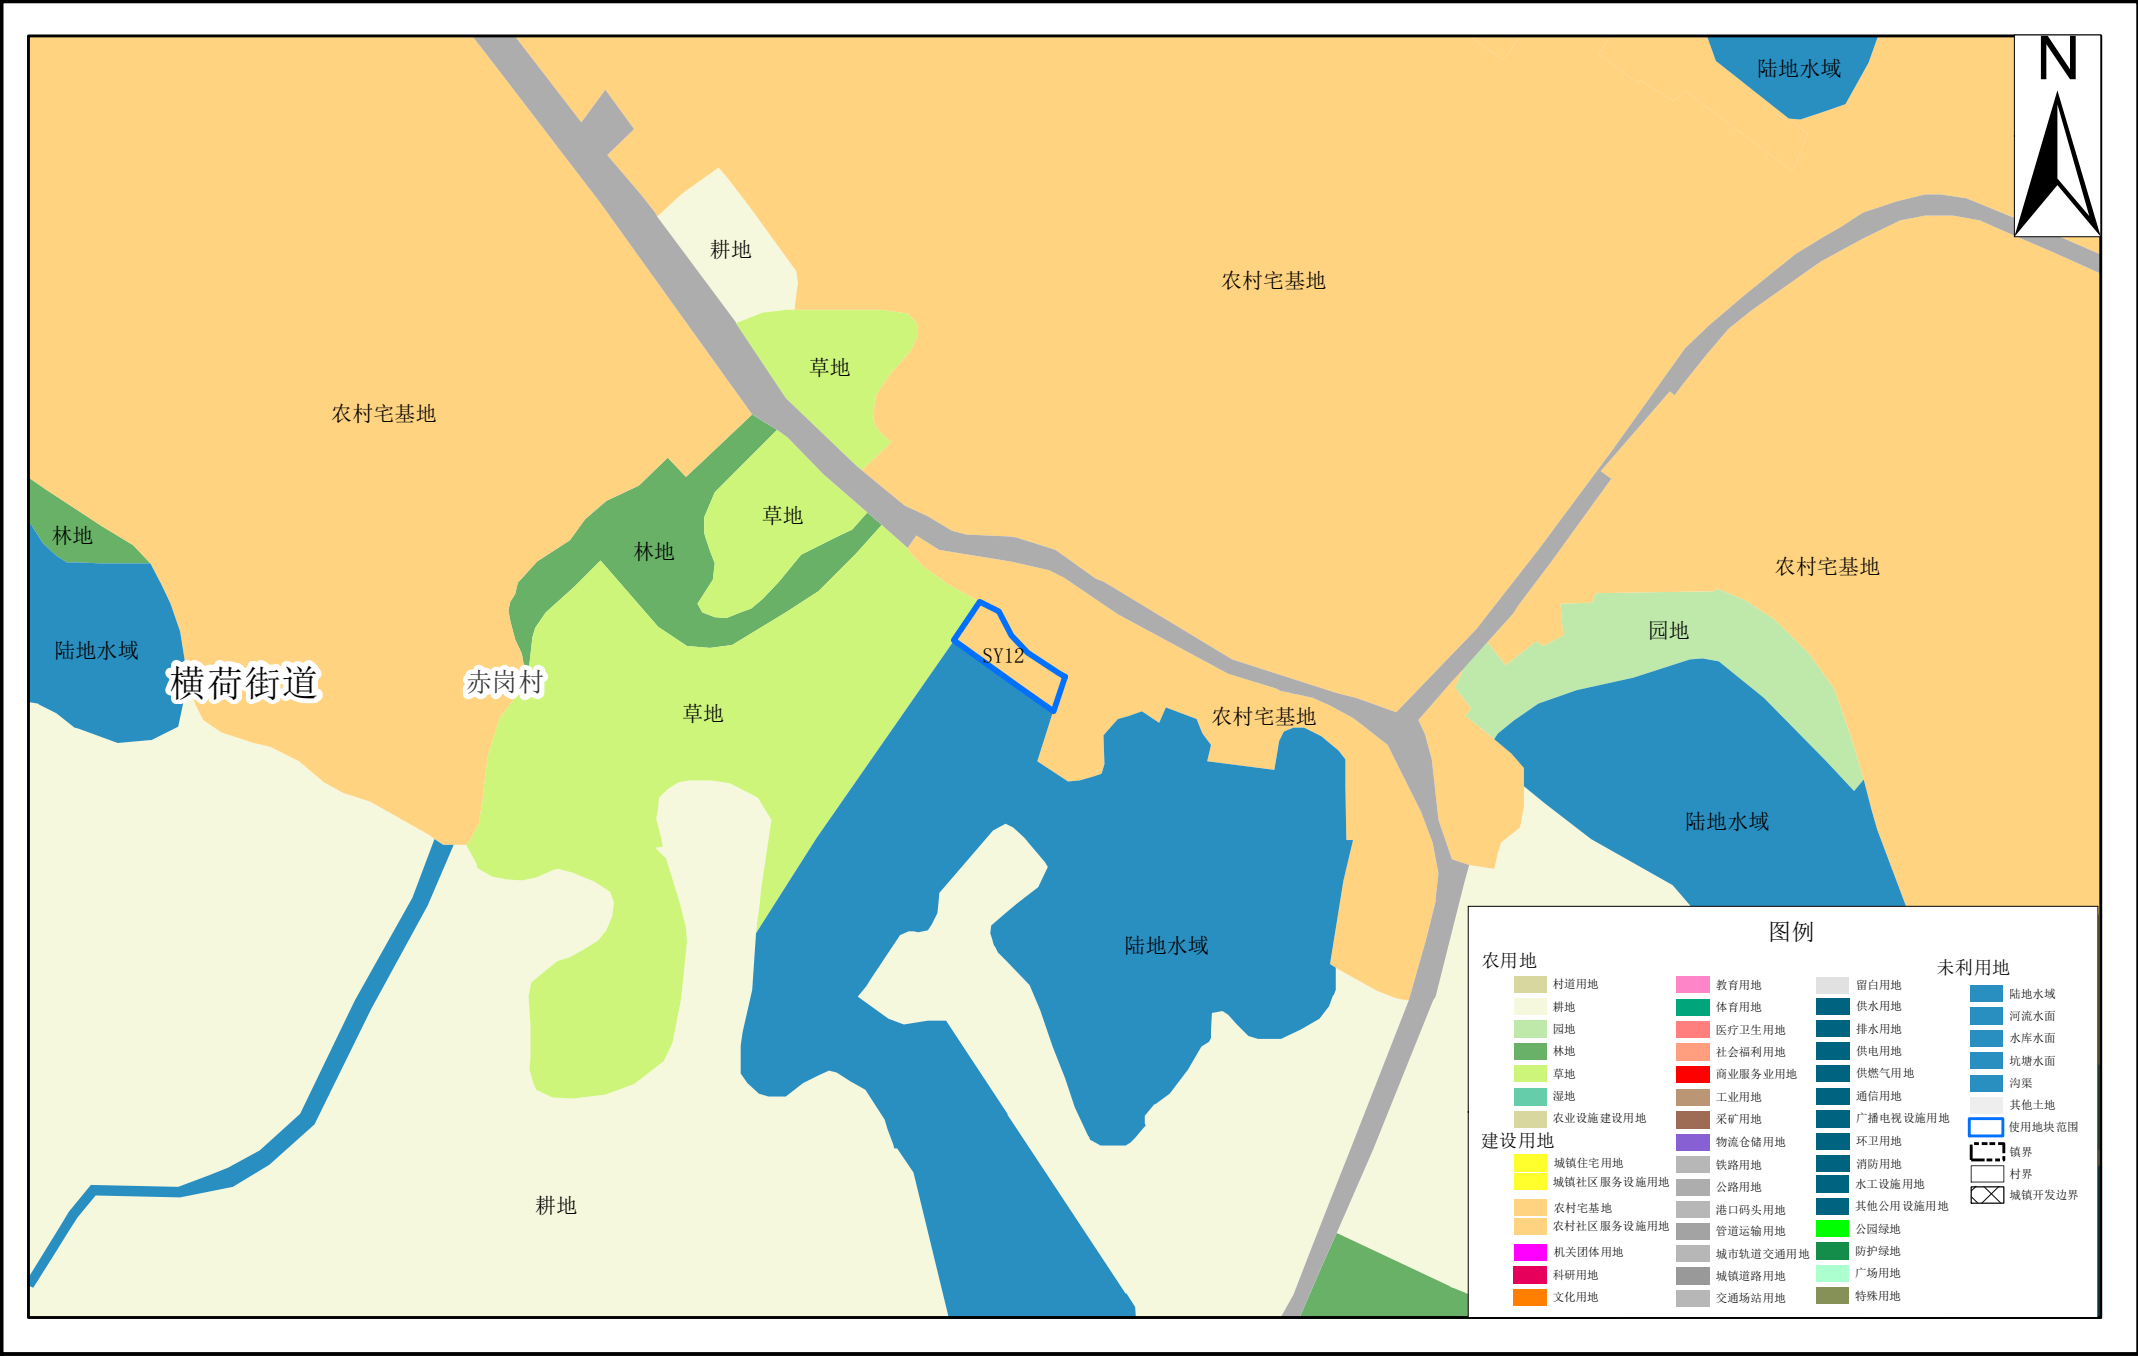 N
陆地水域
耕地
农村宅基地
草地
农村宅基地
草地
林地
林地
农村宅基地
园地
陆地水域
SY12
横荷街道
赤岗村
草地
农村宅基地
陆地水域
陆地水域
耕地
图例
农用地
村道用地
耕地
园地
林地
草地
湿地
农业设施建设用地
建设用地
城镇住宅用地
城镇社区服务设施用地
农村宅基地
农村社区服务设施用地
机关团体用地
科研用地
文化用地
教育用地
体育用地
医疗卫生用地
社会福利用地
商业服务业用地
工业用地
采矿用地
物流仓储用地
铁路用地
公路用地
港口码头用地
管道运输用地
城市轨道交通用地
城镇道路用地
交通场站用地
留白用地
供水用地
排水用地
供电用地
供燃气用地
通信用地
广播电视设施用地
环卫用地
消防用地
水工设施用地
其他公用设施用地
公园绿地
防护绿地
广场用地
特殊用地
未利用地
陆地水域
河流水面
水库水面
坑塘水面
沟渠
其他土地
使用地块范围
镇界
村界
城镇开发边界